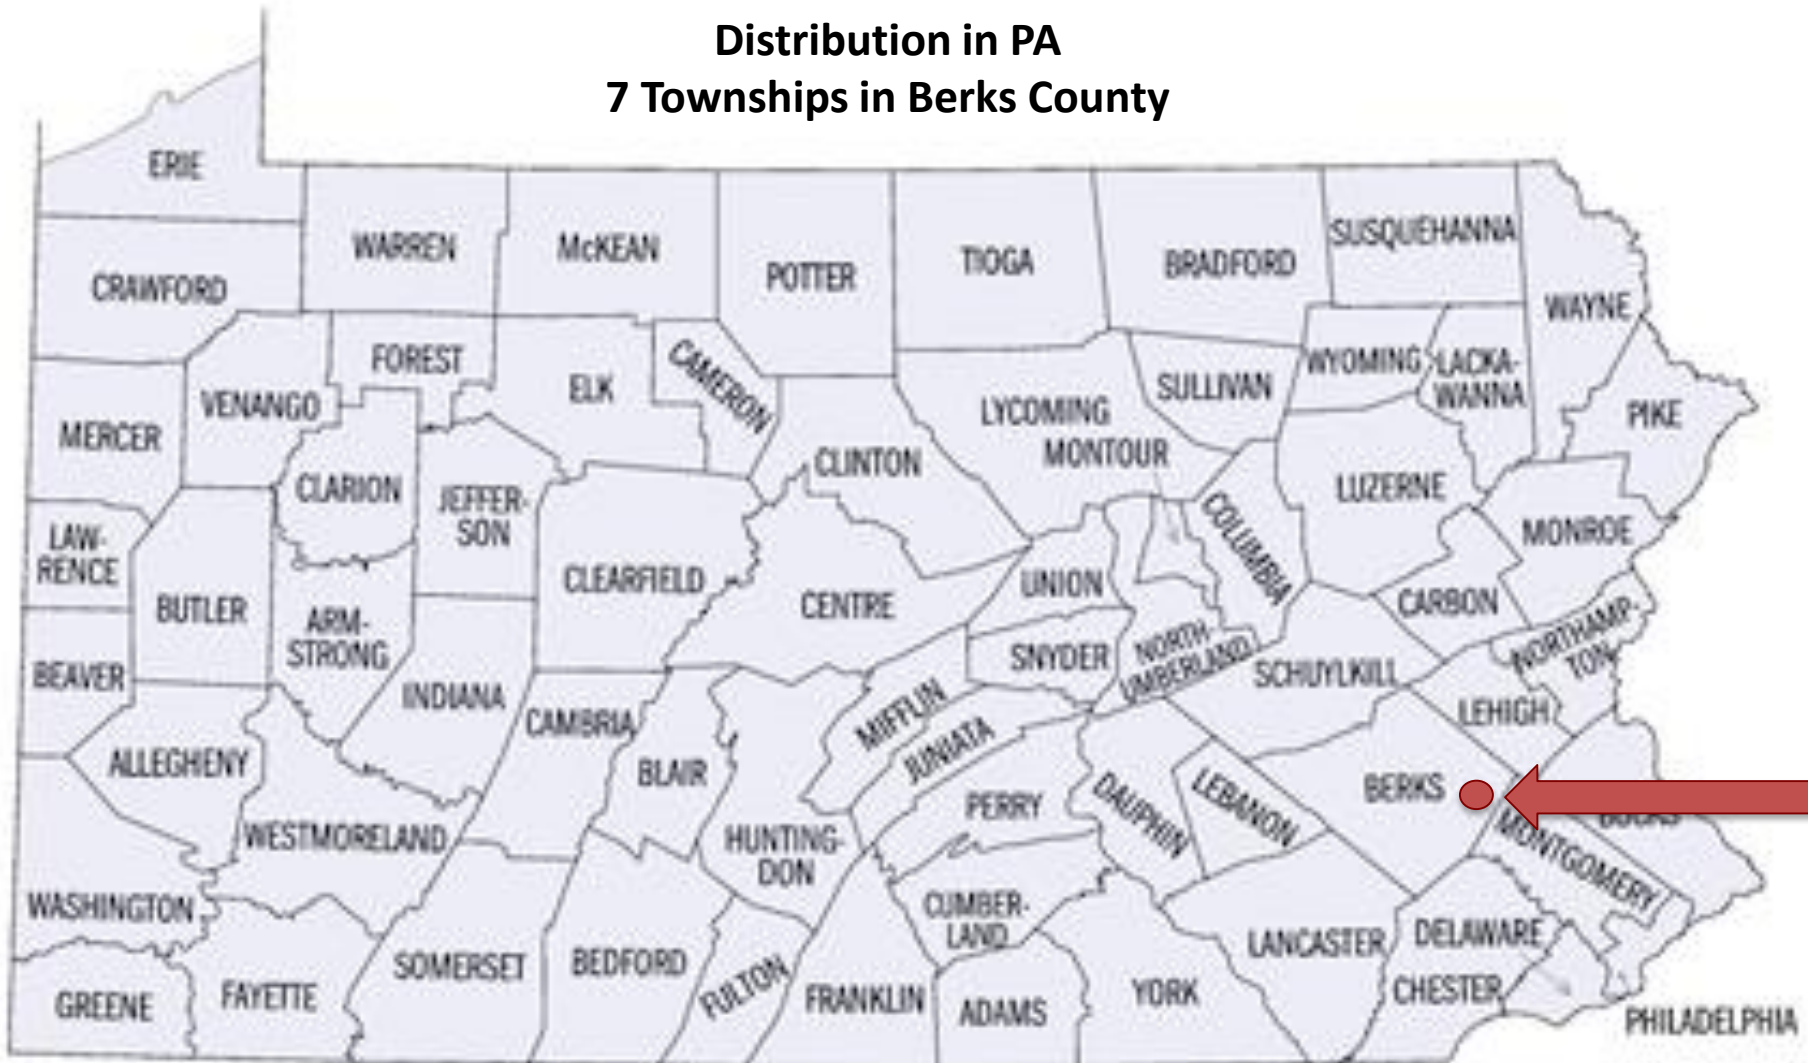 Distribution in PA
7 Townships in Berks County
ERIE
WARREN
McKEAN
POTTER
TIOGA
BRADFORD
SUSQUEHANNA
WAYNE
CRAWFORD
FOREST
ELK
CAMERON
SULLIVAN
WYOMING
LACKA-
WANNA
PIKE
MERCER
VENANGO
CLARION
JEFFER-
SON
CLINTON
LYCOMING
MONTOUR
COLUMBIA
LUZERNE
MONROE
LAW-
RENCE
BUTLER
ARM-
STRONG
CLEARFIELD
CENTRE
UNION
SNYDER
NORTH-
UMBERLAND
CARBON
NORTHAMP-
TON
BEAVER
INDIANA
CAMBRIA
BLAIR
MIFFLIN
JUNIATA
SCHUYLKILL
LEHIGH
ALLEGHENY
WESTMORELAND
HUNTING-
DON
PERRY
DAUPHIN
LEBANON
BERKS
MONTGOMERY
WASHINGTON
CUMBER-
LAND
LANCASTER
DELAWARE
CHESTER
GREENE
FAYETTE
SOMERSET
BEDFORD
FULTON
FRANKLIN
ADAMS
YORK
PHILADELPHIA